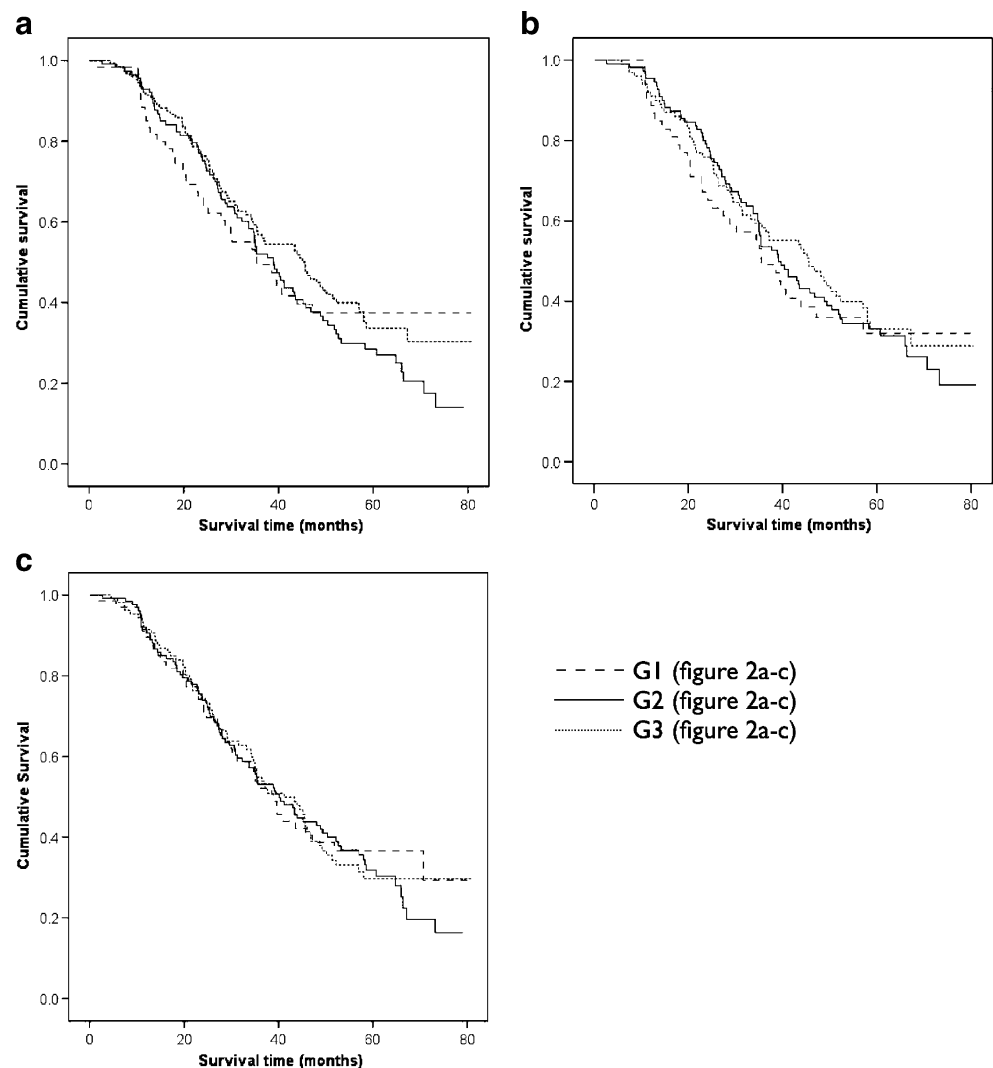 a
1.0
0.8
0.6
0.4
0.2
0.0
Cumulative survival
0 20 40 60 80
Survival time (months)
b
1.0
0.8
0.6
0.4
0.2
0.0
Cumulative survival
0 20 40 60 80
Survival time (months)
c
1.0
0.8
0.6
0.4
0.2
0.0
Cumulative Survival
0 20 40 60 80
Survival time (months)
G1 (figure 2a-c)
G2 (figure 2a-c)
G3 (figure 2a-c)